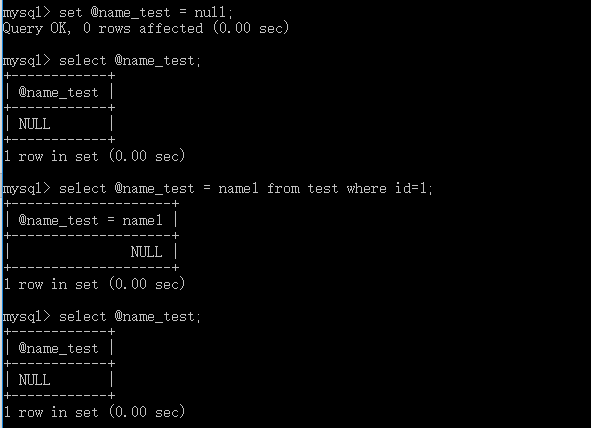 mysql> set @name_test = null;
Query OK, 0 rows affected (0.00 sec)
mysql> select @name_test;
+------------+
| @name_test |
+------------+
| NULL       |
+------------+
1 row in set (0.00 sec)
mysql> select @name_test = name1 from test where id=1;
+--------------------+
| @name_test = name1 |
+--------------------+
|               NULL |
+--------------------+
1 row in set (0.00 sec)
mysql> select @name_test;
+------------+
| @name_test |
+------------+
| NULL       |
+------------+
1 row in set (0.00 sec)